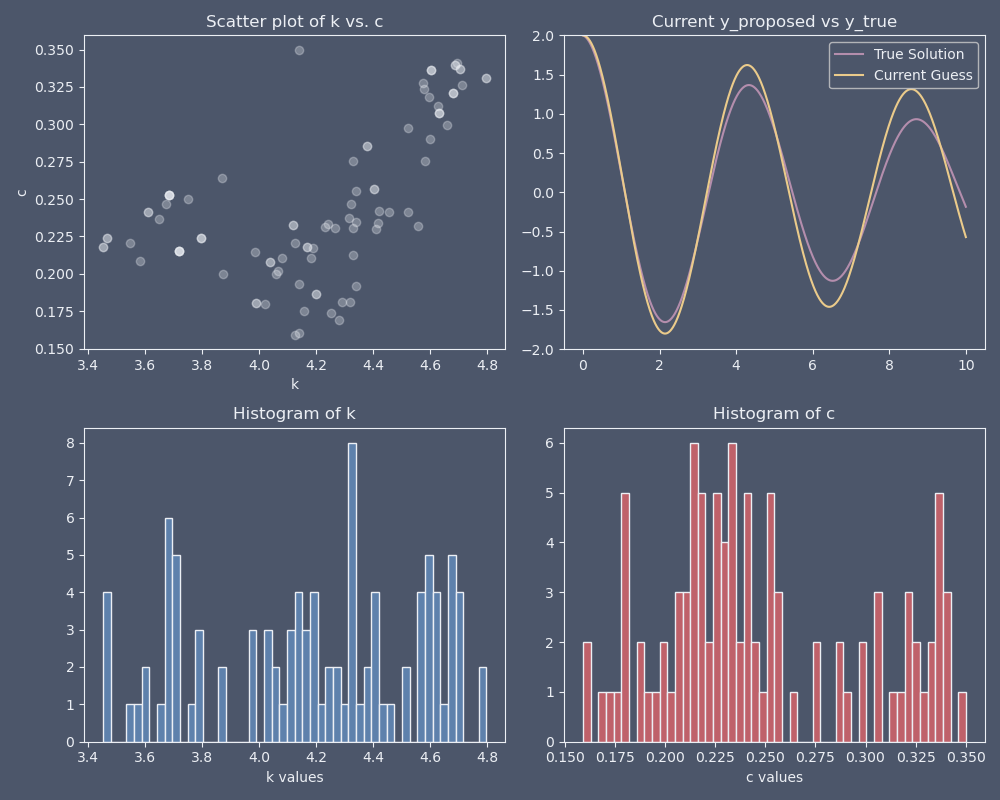 Scatter plot of k vs. c
0.350
0.325
0.300
0.275
0.250
0.225
0.200
0.175
0.150
c
3.4 3.6 3.8 4.0 4.2 4.4 4.6 4.8
k
Current y_proposed vs y_true
True Solution
Current Guess
2.0
1.5
1.0
0.5
0.0
−0.5
−1.0
−1.5
−2.0
0 2 4 6 8 10
Histogram of k
8
7
6
5
4
3
2
1
0
3.4 3.6 3.8 4.0 4.2 4.4 4.6 4.8
k values
Histogram of c
6
5
4
3
2
1
0
0.150 0.175 0.200 0.225 0.250 0.275 0.300 0.325 0.350
c values